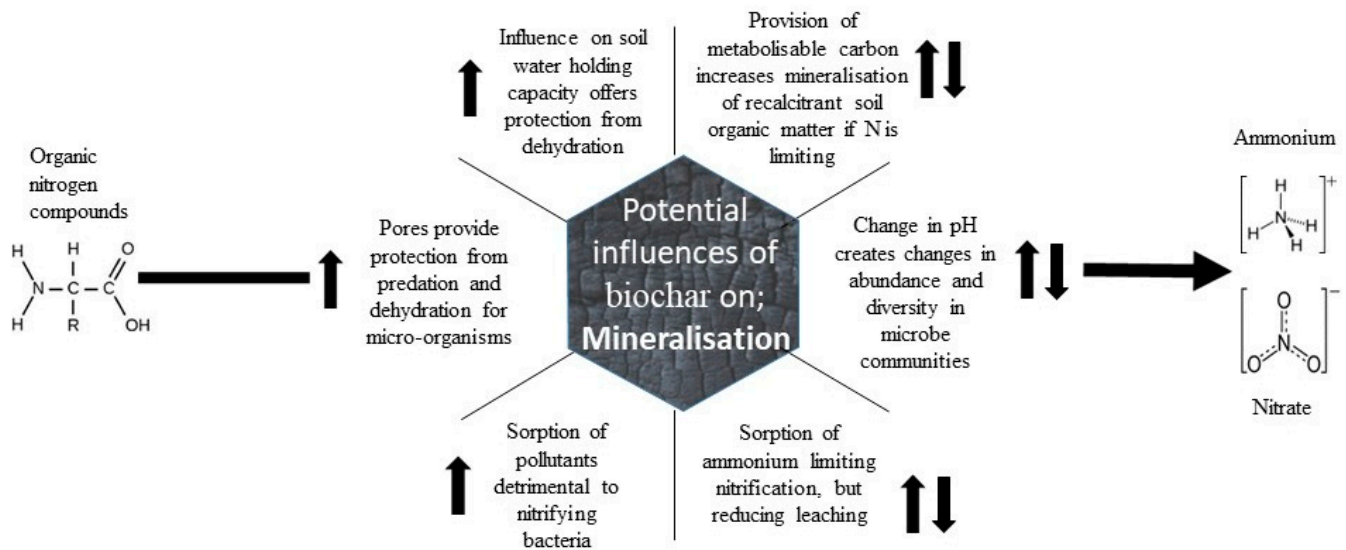 Influence on soil
water holding
capacity offers
protection from
dehydration
Provision of
metabolisable carbon
increases mineralisation
of recalcitrant soil
organic matter if N is
limiting
Organic
nitrogen
compounds
H
H
O
N
C
C
H
R
OH
Pores provide
protection from
predation and
dehydration for
micro-organisms
Potential
influences of
biochar on;
Mineralisation
Change in pH
creates changes in
abundance and
diversity in
microbe
communities
Ammonium
H
+
N
H
H
H
O
-
N
O
O
Nitrate
Sorption of
pollutants
detrimental to
nitrifying
bacteria
Sorption of
ammonium limiting
nitrification, but
reducing leaching